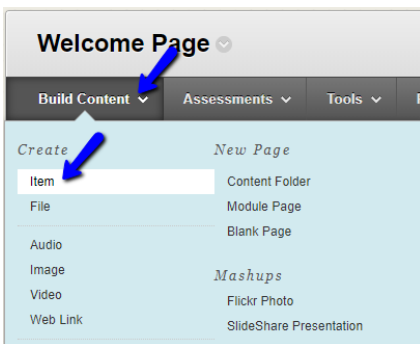 Welcome Page
Build Content Assessments Tools
Create
Item
File
Audio
Image
Video
Web Link
New Page
Content Folder
Module Page
Blank Page
Mashups
Flickr Photo
SlideShare Presentation